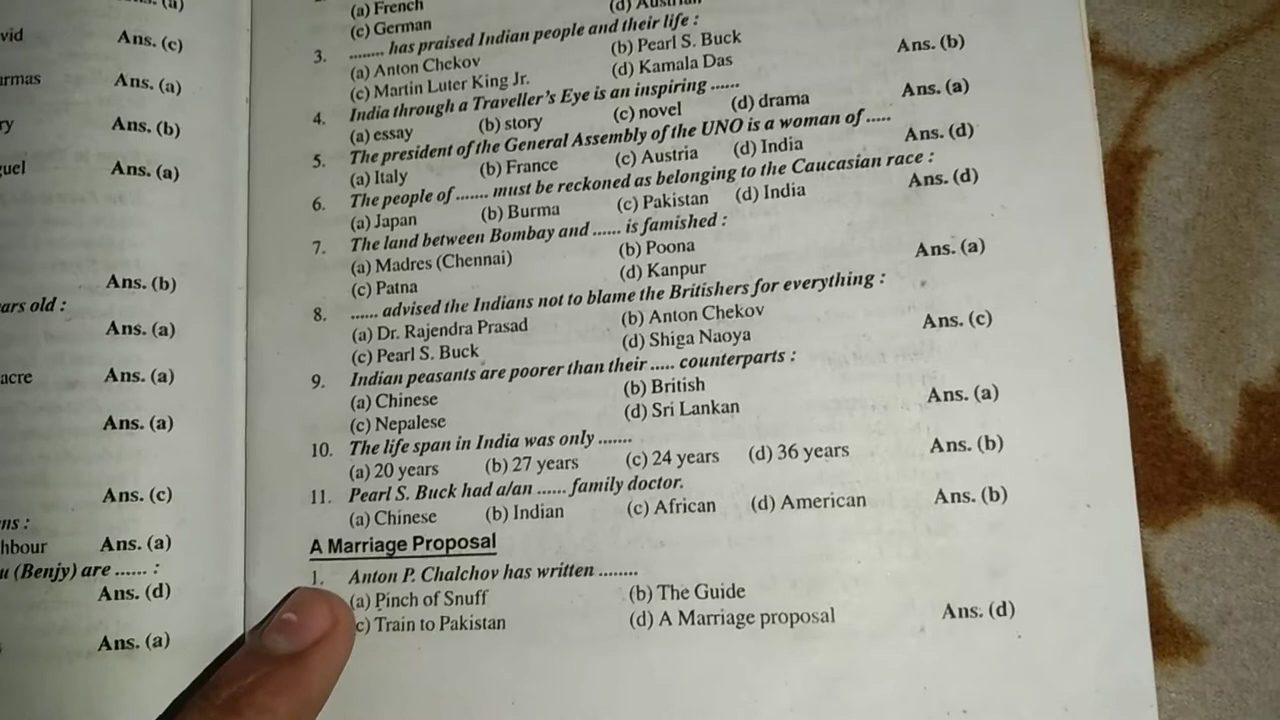 vid Ans. (c)
armas Ans. (a)
ry Ans. (b)
guel Ans. (a)
Ans. (b)
ars old :
Ans. (a)
acre Ans. (a)
Ans. (a)
Ans. (c)
ns :
hbour Ans. (a)
u (Benjy) are ...... :
Ans. (d)
Ans. (a)
(a) French
(c) German
3. ........ has praised Indian people and their life :
(a) Anton Chekov (b) Pearl S. Buck
(c) Martin Luter King Jr. (d) Kamala Das Ans. (b)
4. India through a Traveller's Eye is an inspiring ......
(a) essay (b) story (c) novel (d) drama Ans. (a)
5. The president of the General Assembly of the UNO is a woman of .....
(a) Italy (b) France (c) Austria (d) India Ans. (d)
6. The people of ....... must be reckoned as belonging to the Caucasian race :
(a) Japan (b) Burma (c) Pakistan (d) India Ans. (d)
7. The land between Bombay and ...... is famished :
(a) Madres (Chennai) (b) Poona
(c) Patna (d) Kanpur Ans. (a)
8. ...... advised the Indians not to blame the Britishers for everything :
(a) Dr. Rajendra Prasad (b) Anton Chekov
(c) Pearl S. Buck (d) Shiga Naoya Ans. (c)
9. Indian peasants are poorer than their ..... counterparts :
(a) Chinese (b) British
(c) Nepalese (d) Sri Lankan Ans. (a)
10. The life span in India was only .......
(a) 20 years (b) 27 years (c) 24 years (d) 36 years Ans. (b)
11. Pearl S. Buck had a/an ...... family doctor.
(a) Chinese (b) Indian (c) African (d) American Ans. (b)
A Marriage Proposal
1. Anton P. Chalchov has written ........
(a) Pinch of Snuff (b) The Guide
c) Train to Pakistan (d) A Marriage proposal Ans. (d)